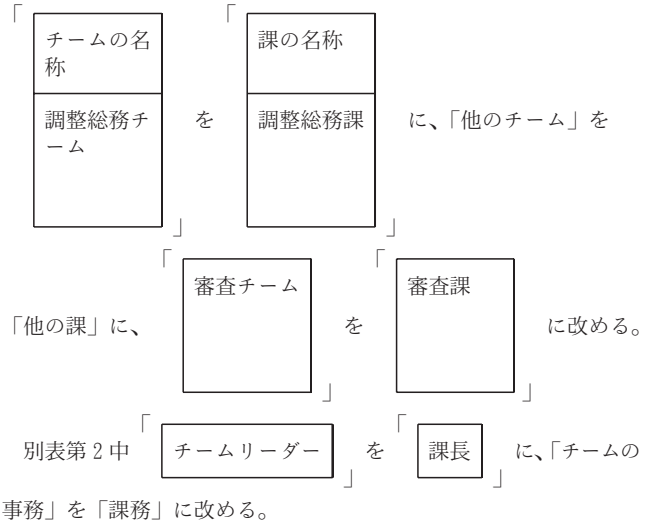 「
チームの名
称
調整総務チ
ーム
」
を
「
課の名称
調整総務課
」
に、「他のチーム」を
「他の課」に、
「
審査チーム
」
を
「
審査課
」
に改める。
別表第2中「チームリーダー」を「課長」に、「チームの
事務」を「課務」に改める。